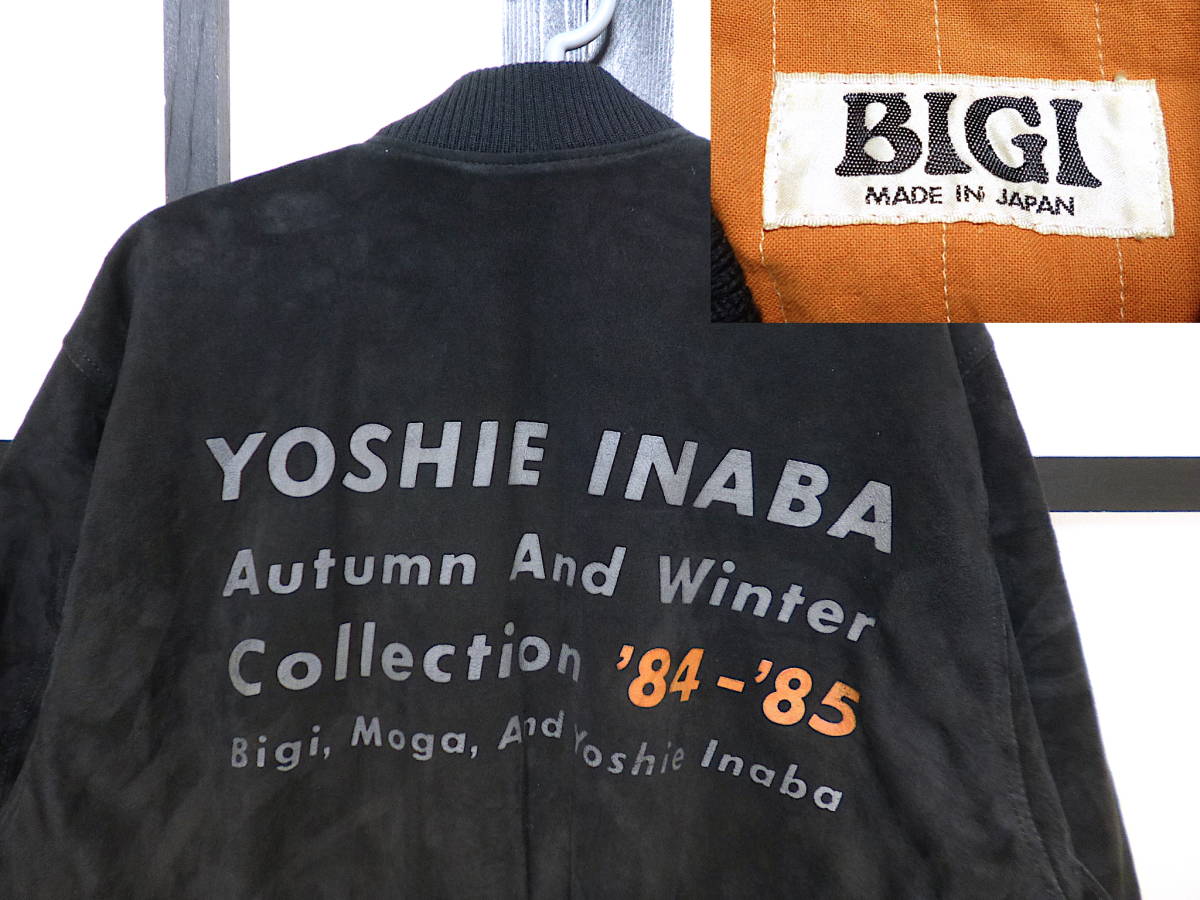 BIGI
MADE IN JAPAN
YOSHIE INABA
Autumn And Winter
Collection '84-'85
Bigi, Moga, And Yoshie Inaba